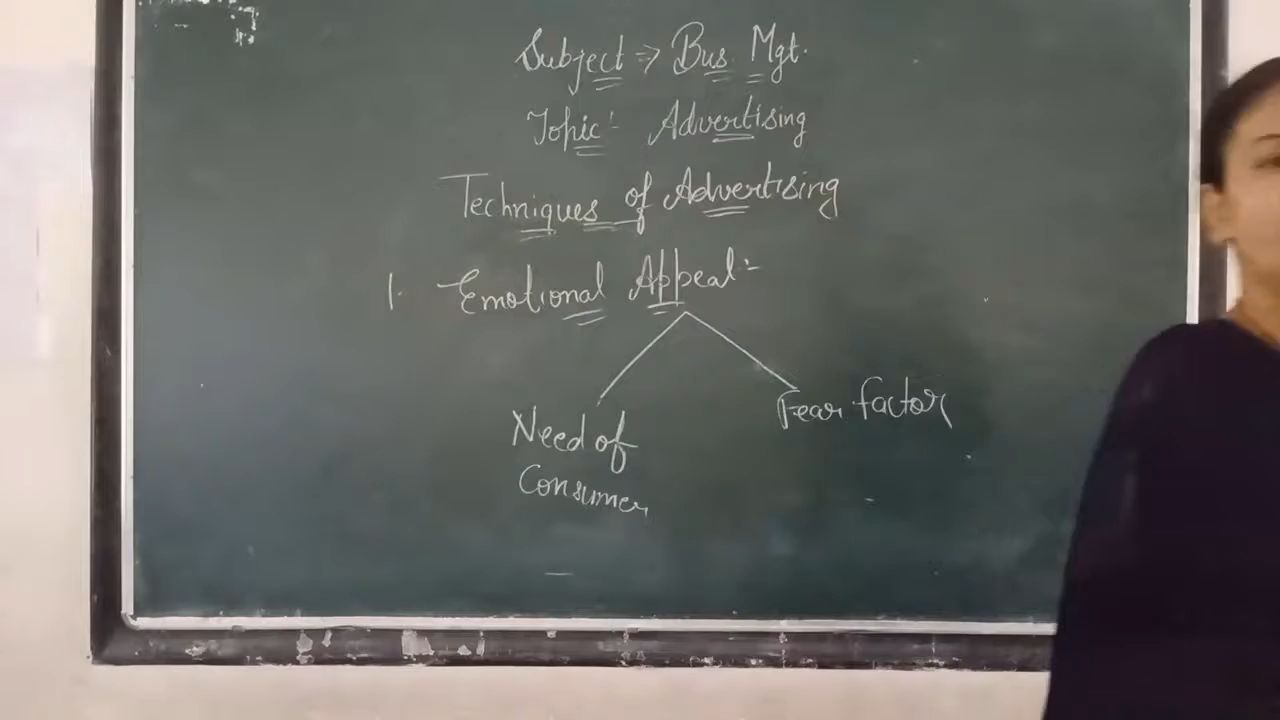 Subject ⇒ Bus Mgt.
Topic:- Advertising
Techniques of Advertising
1. Emotional Appeal:-
Need of Fear factor
Consumer